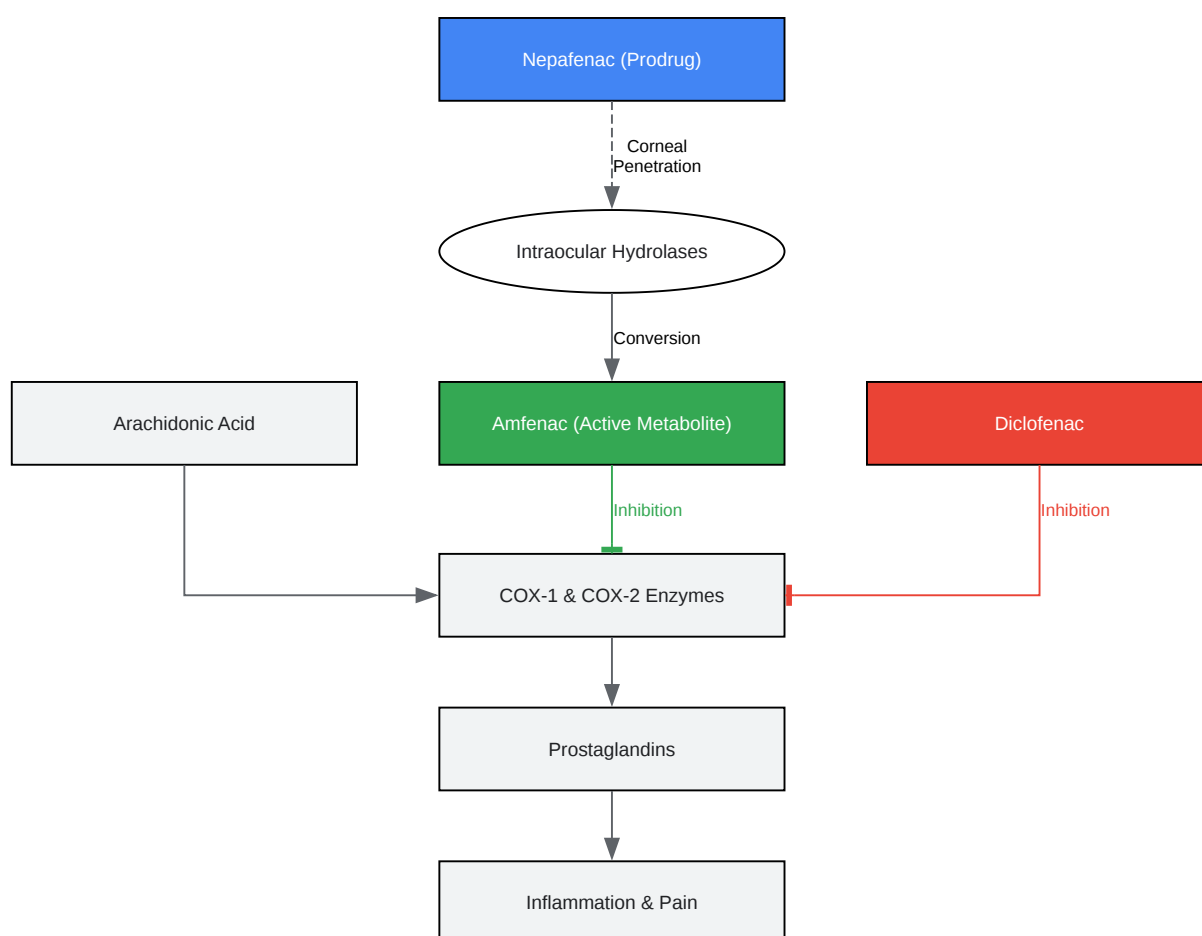 Nepafenac (Prodrug)
Corneal
Penetration
Intraocular Hydrolases
Conversion
Arachidonic Acid
Amfenac (Active Metabolite)
Diclofenac
Inhibition
Inhibition
COX-1 & COX-2 Enzymes
Prostaglandins
Inflammation & Pain